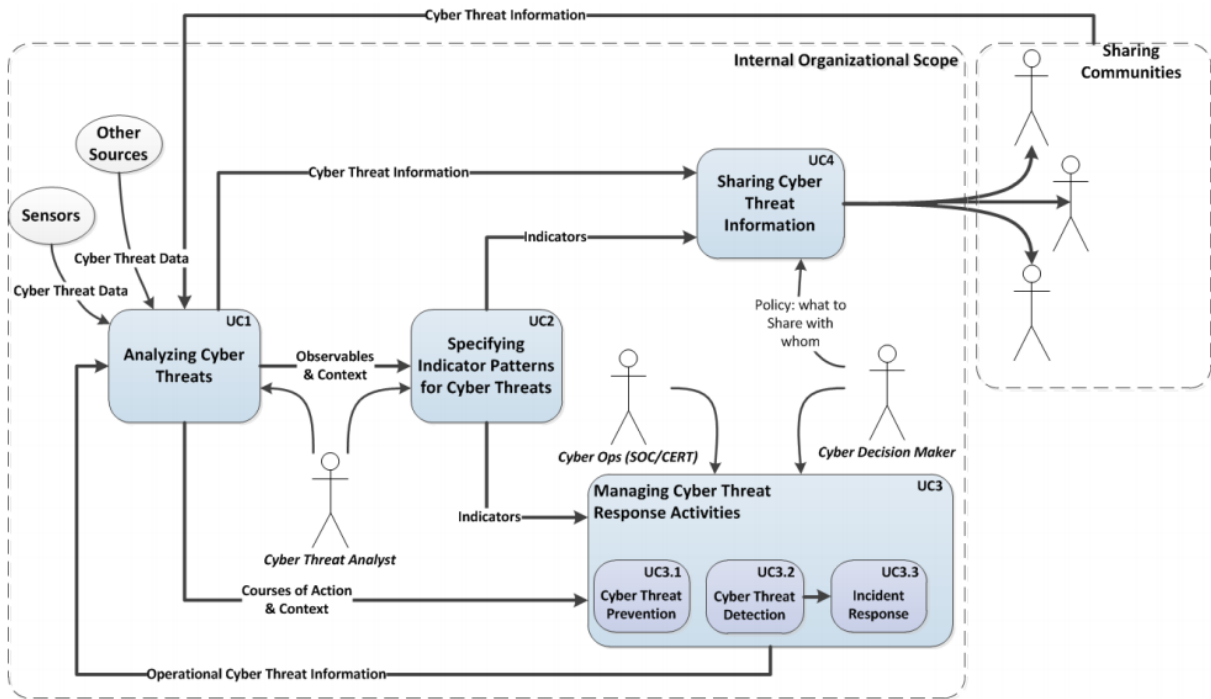 Cyber Threat Information
Internal Organizational Scope
Sharing
Communities
Other
Sources
Sensors
Cyber Threat Data
Cyber Threat Data
Cyber Threat Information
UC4
Sharing Cyber
Threat
Information
Indicators
UC1
Analyzing Cyber
Threats
Observables
& Context
UC2
Specifying
Indicator Patterns
for Cyber Threats
Policy: what to
Share with
whom
Cyber Ops (SOC/CERT)
Cyber Decision Maker
Cyber Threat Analyst
Indicators
UC3
Managing Cyber Threat
Response Activities
UC3.1
Cyber Threat
Prevention
UC3.2
Cyber Threat
Detection
UC3.3
Incident
Response
Courses of Action
& Context
Operational Cyber Threat Information